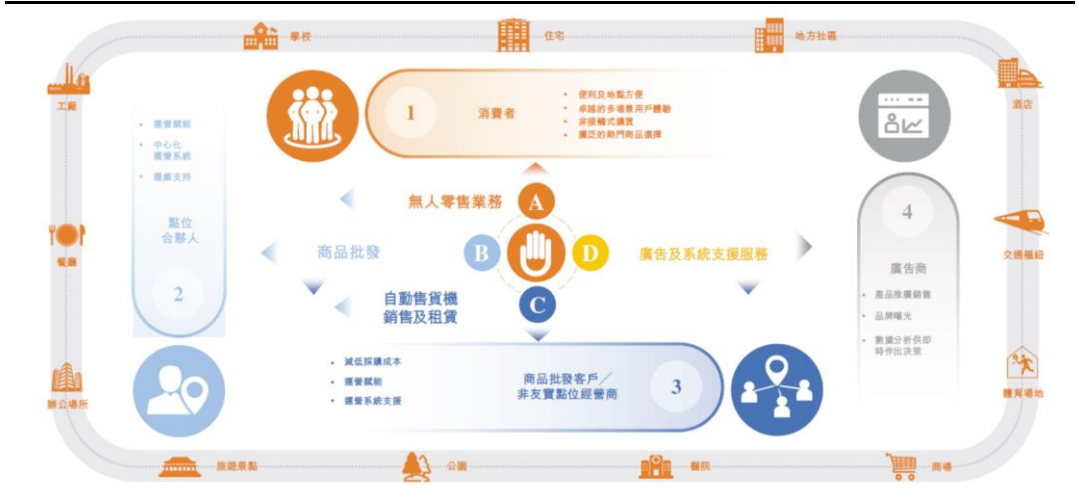 學校
住宅
地方社區
工廠
酒店
1
消費者
• 便利及地點方便
• 卓越的多場景用戶體驗
• 非接觸式購買
• 廣泛的熱門商品選擇
• 運營賦能
• 中心化
運營系統
• 運維支持
點位
合夥人
2
無人零售業務
A
商品批發
B
D
廣告及系統支援服務
自動售貨機
銷售及租賃
C
4
廣告商
• 產品推廣銷售
• 品牌曝光
• 數據分析供即
時作出決策
餐廳
交通樞紐
• 減低採購成本
• 運營賦能
• 運營系統支援
商品批發客戶／
非友寶點位經營商
3
辦公場所
體育場地
旅遊景點
公園
醫院
商場